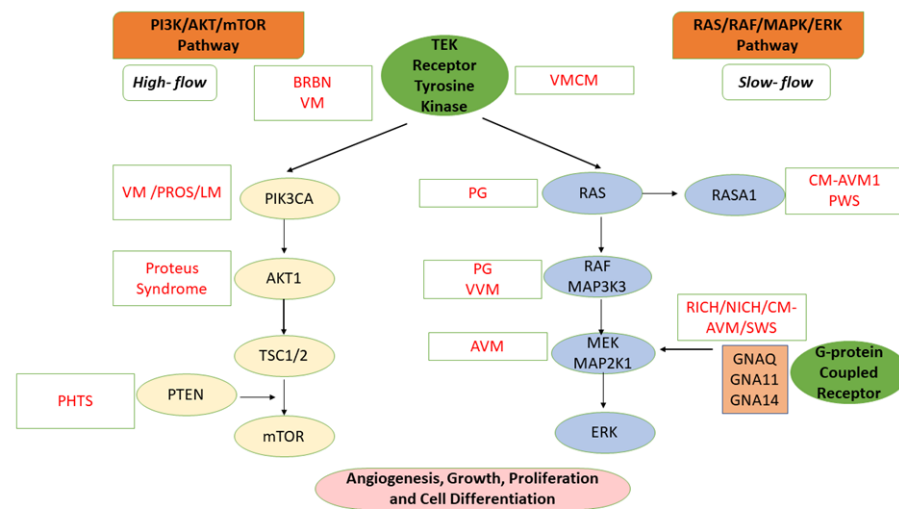 PI3K/AKT/mTOR
Pathway
High- flow
TEK
Receptor
Tyrosine
Kinase
BRBN
VM
VMCM
RAS/RAF/MAPK/ERK
Pathway
Slow- flow
VM /PROS/LM
PIK3CA
PG
RAS
RASA1
CM-AVM1
PWS
Proteus
Syndrome
AKT1
PG
VVM
RAF
MAP3K3
RICH/NICH/CM-
AVM/SWS
TSC1/2
AVM
MEK
MAP2K1
GNAQ
GNA11
GNA14
G-protein
Coupled
Receptor
PHTS
PTEN
mTOR
ERK
Angiogenesis, Growth, Proliferation
and Cell Differentiation